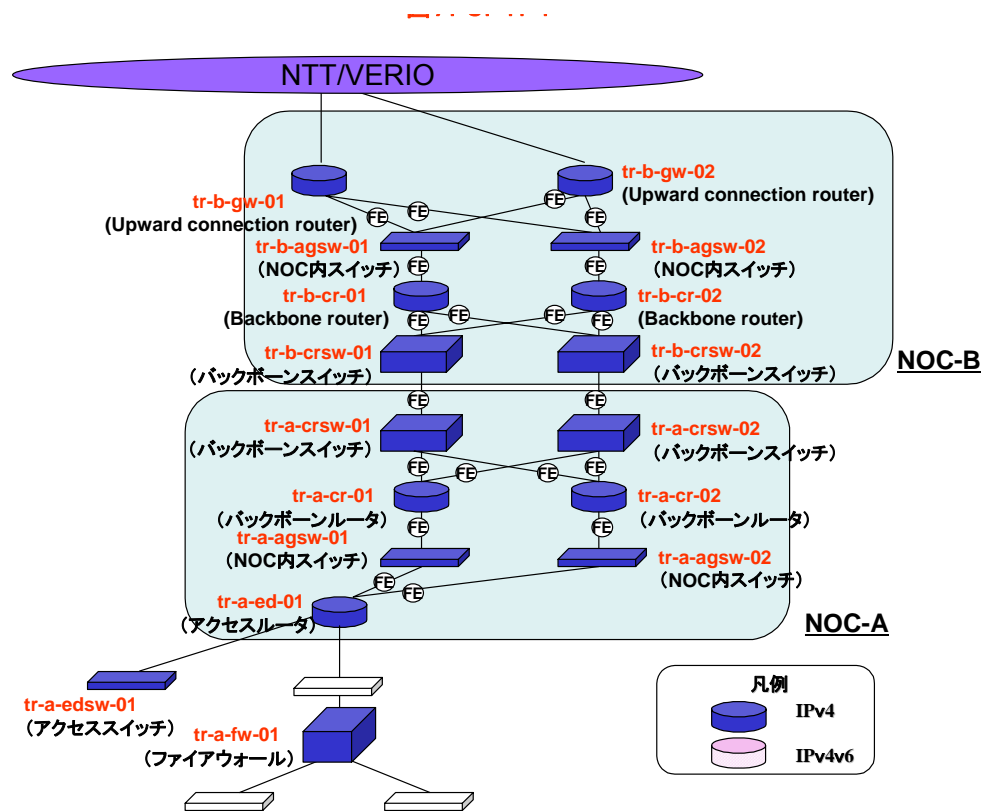 NTT/VERIO
tr-b-gw-02
(Upward connection router)
tr-b-gw-01
(Upward connection router)
FE
FE
FE
FE
tr-b-agsw-01
(NOC内スイッチ)
tr-b-agsw-02
(NOC内スイッチ)
FE
FE
tr-b-cr-01
(Backbone router)
tr-b-cr-02
(Backbone router)
FE
FE
FE
FE
tr-b-crsw-01
(バックボーンスイッチ)
tr-b-crsw-02
(バックボーンスイッチ)
NOC-B
FE
FE
tr-a-crsw-01
(バックボーンスイッチ)
tr-a-crsw-02
(バックボーンスイッチ)
FE
FE
FE
FE
tr-a-cr-01
(バックボーンルータ)
tr-a-cr-02
(バックボーンルータ)
FE
FE
tr-a-agsw-01
(NOC内スイッチ)
tr-a-agsw-02
(NOC内スイッチ)
FE
FE
tr-a-ed-01
(アクセスルータ)
NOC-A
tr-a-edsw-01
(アクセススイッチ)
tr-a-fw-01
(ファイアウォール)
凡例
IPv4
IPv4v6